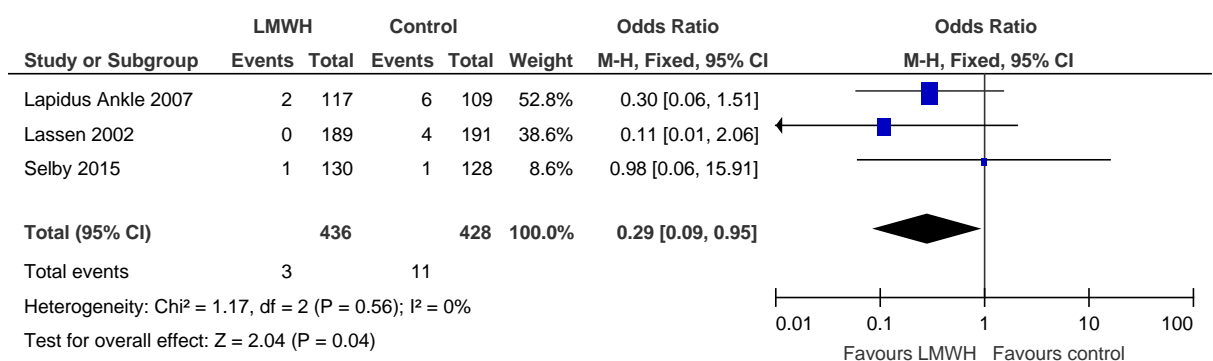 LMWH Control Odds Ratio Odds Ratio
Study or Subgroup Events Total Events Total Weight M-H, Fixed, 95% CI M-H, Fixed, 95% CI
Lapidus Ankle 2007 2 117 6 109 52.8% 0.30 [0.06, 1.51]
Lassen 2002 0 189 4 191 38.6% 0.11 [0.01, 2.06]
Selby 2015 1 130 1 128 8.6% 0.98 [0.06, 15.91]
Total (95% CI) 436 428 100.0% 0.29 [0.09, 0.95]
Total events 3 11
Heterogeneity: Chi² = 1.17, df = 2 (P = 0.56); I² = 0%
Test for overall effect: Z = 2.04 (P = 0.04)
0.01 0.1 1 10 100
Favours LMWH Favours control